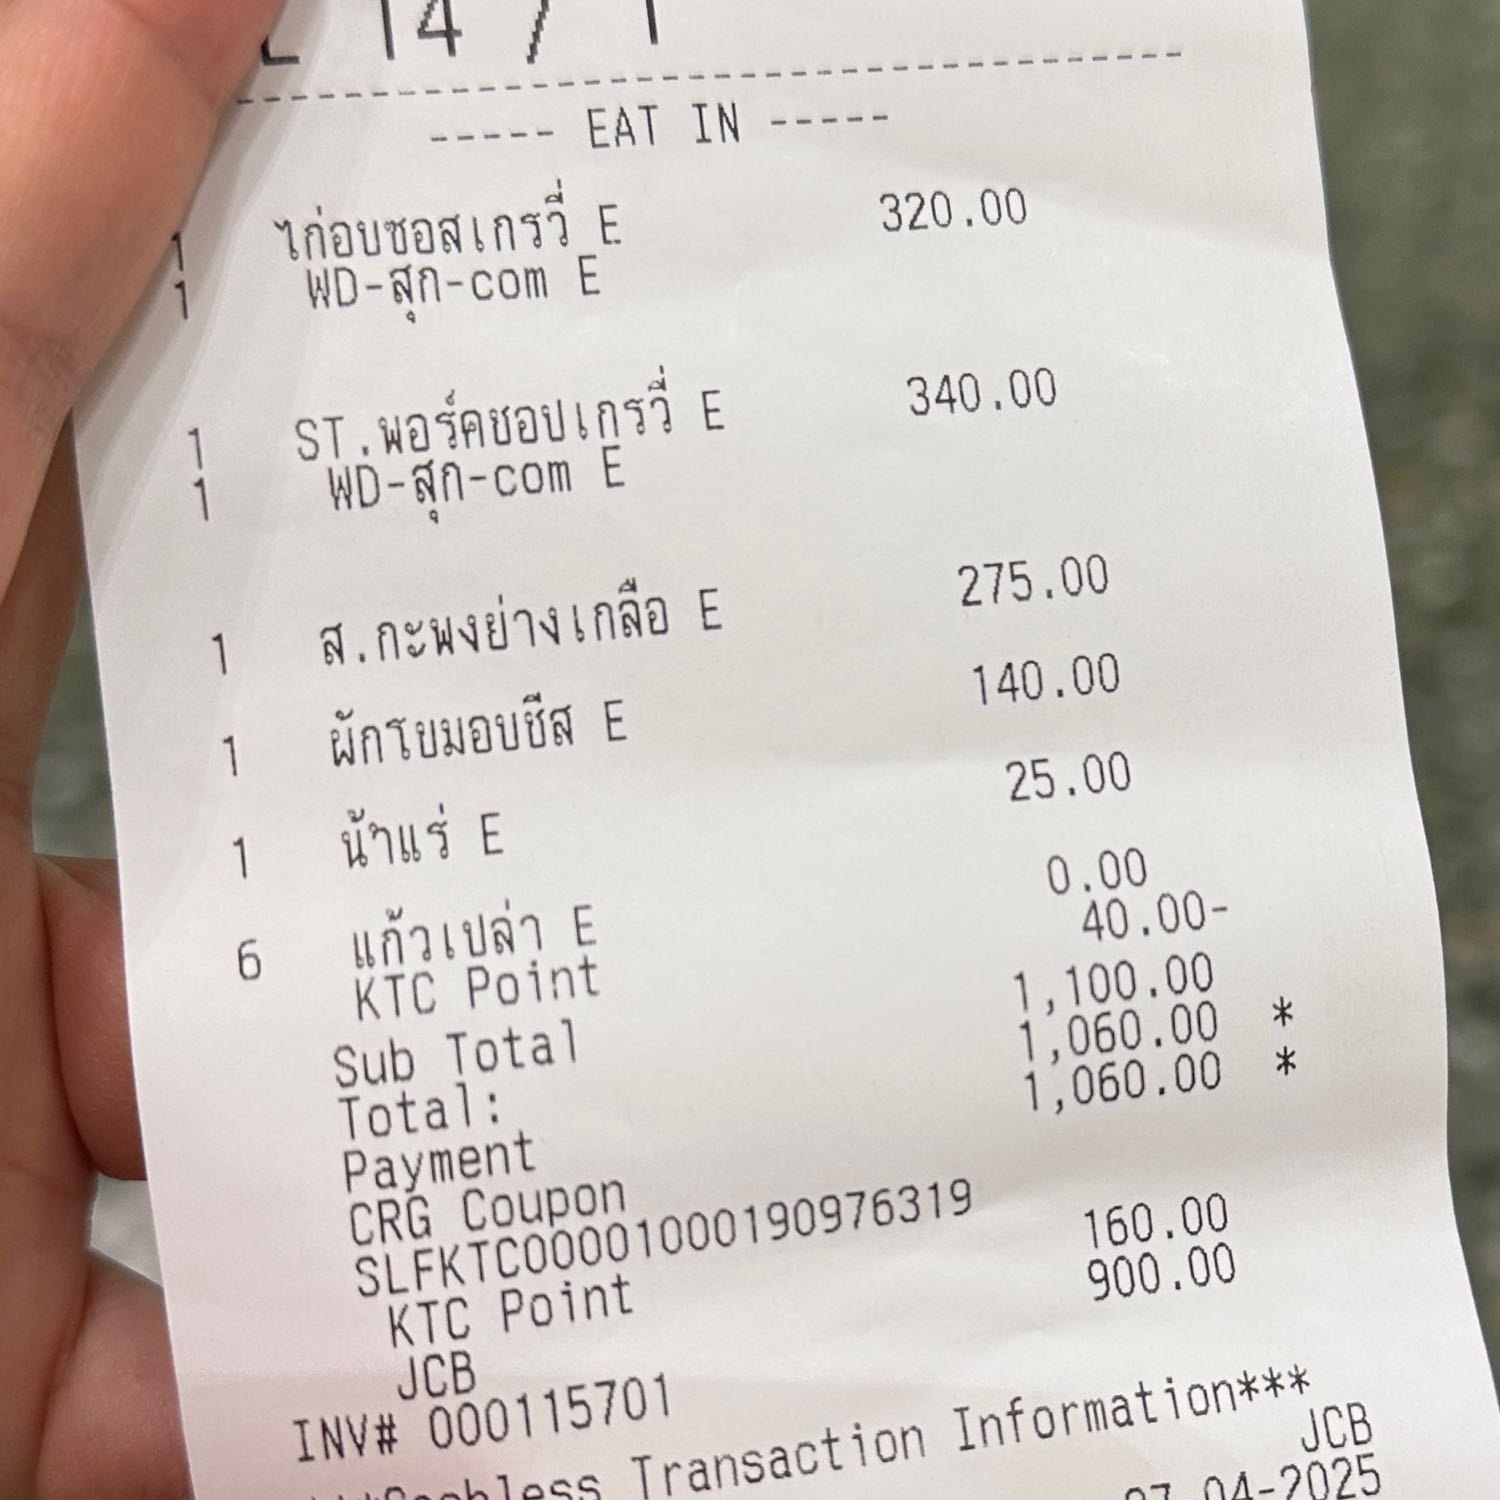 14 / 1
----- EAT IN -----
1 ไก่อบซอสเกรวี่ E 320.00
1 WD-สุก-com E
1 ST.พอร์คชอปเกรวี่ E 340.00
1 WD-สุก-com E
1 ส.กะพงย่างเกลือ E 275.00
1 ผักโขมอบชีส E 140.00
1 น้ำแร่ E 25.00
6 แก้วเปล่า E 0.00
KTC Point 40.00-
Sub Total 1,100.00
Total: 1,060.00 *
Payment 1,060.00 *
CRG Coupon
SLFKTC00001000190976319
KTC Point 160.00
JCB 900.00
INV# 000115701
Transaction Information***
JCB
07-04-2025